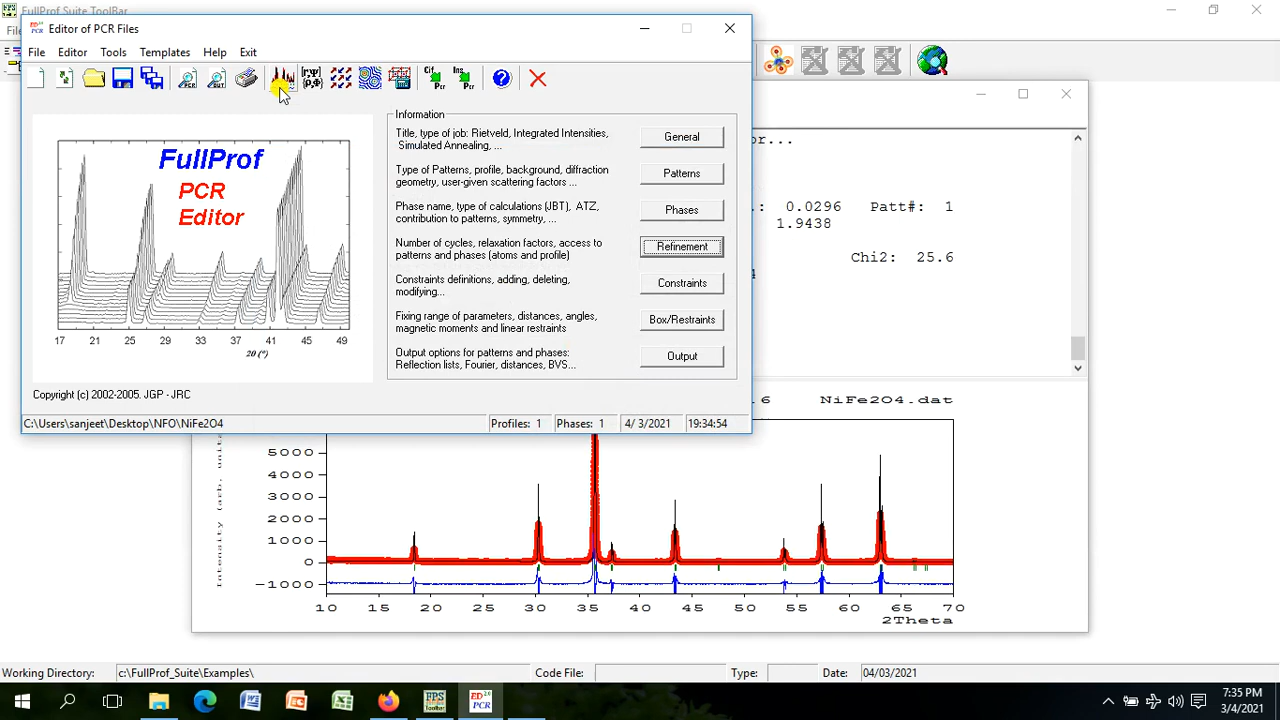 FullProf Suite ToolBar
Fil
Editor of PCR Files
File Editor Tools Templates Help Exit
FullProf
PCR
Editor
17 21 25 29 33 37 41 45 49
2θ (°)
Copyright (c) 2002-2005. JGP - JRC
Information
Title, type of job: Rietveld, Integrated Intensities,
Simulated Annealing, ...
General
Type of Patterns, profile, background, diffraction
geometry, user-given scattering factors ...
Patterns
Phase name, type of calculations (JBT), ATZ,
contribution to patterns, symmetry, ...
Phases
Number of cycles, relaxation factors, access to
patterns and phases (atoms and profile)
Refinement
Constraints definitions, adding, deleting,
modifying...
Constraints
Fixing range of parameters, distances, angles,
magnetic moments and linear restraints
Box/Restraints
Output options for patterns and phases:
Reflection lists, Fourier, distances, BVS...
Output
C:\Users\sanjeet\Desktop\NFO\NiFe2O4 Profiles: 1 Phases: 1 4/ 3/2021 19:34:54
or...
.: 0.0296 Patt#: 1
1.9438
Chi2: 25.6
4
.6 NiFe2O4.dat
Intensity (arb. unit
5000
4000
3000
2000
1000
0
-1000
10 15 20 25 30 35 40 45 50 55 60 65 70
2Theta
Working Directory: c:\FullProf_Suite\Examples\ Code File: Type: Date: 04/03/2021
7:35 PM
3/4/2021